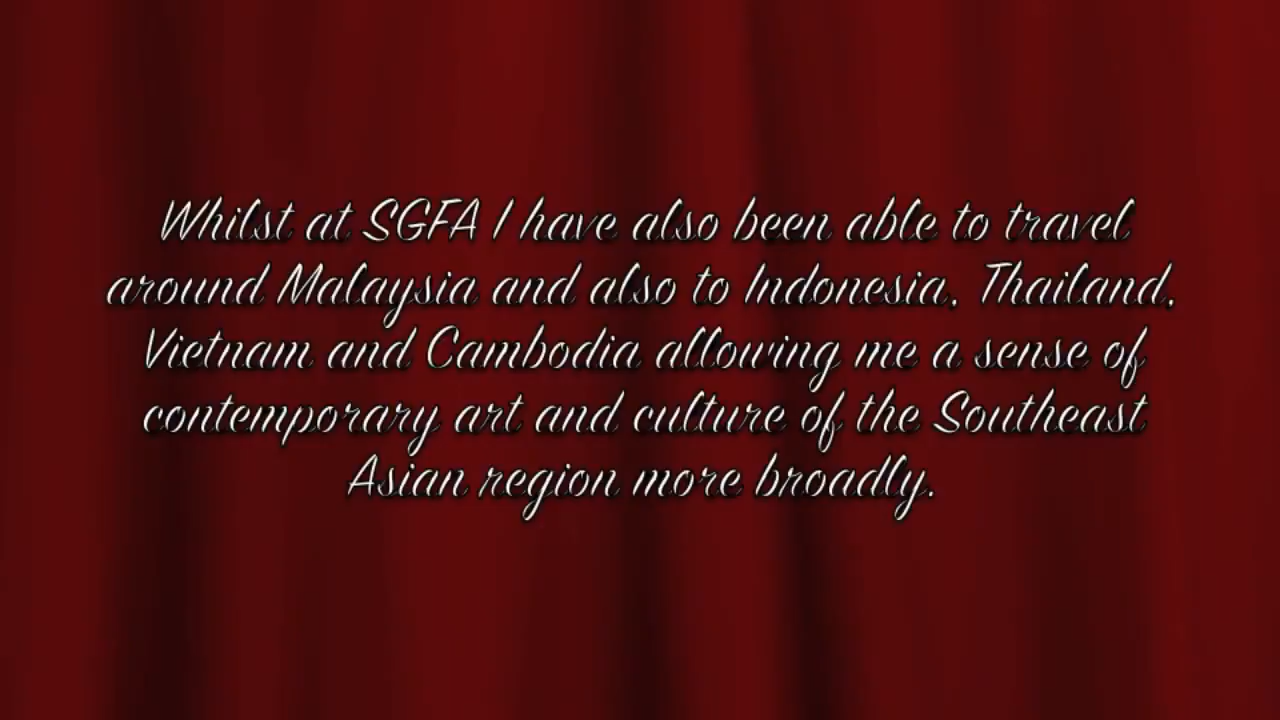 Whilst at SGFA I have also been able to travel
around Malaysia and also to Indonesia, Thailand,
Vietnam and Cambodia allowing me a sense of
contemporary art and culture of the Southeast
Asian region more broadly.